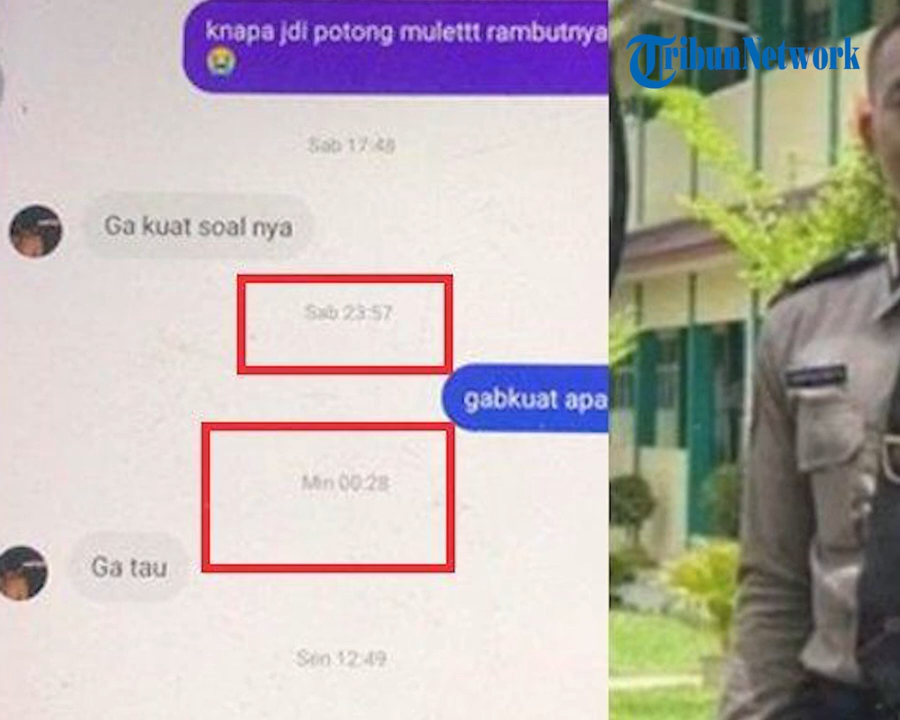 knapa jdi potong mulettt rambutnya
😭
TribunNetwork
Sab 17:48
Ga kuat soal nya
Sab 23:57
gabkuat apa
Min 00:28
Ga tau
Sen 12:49